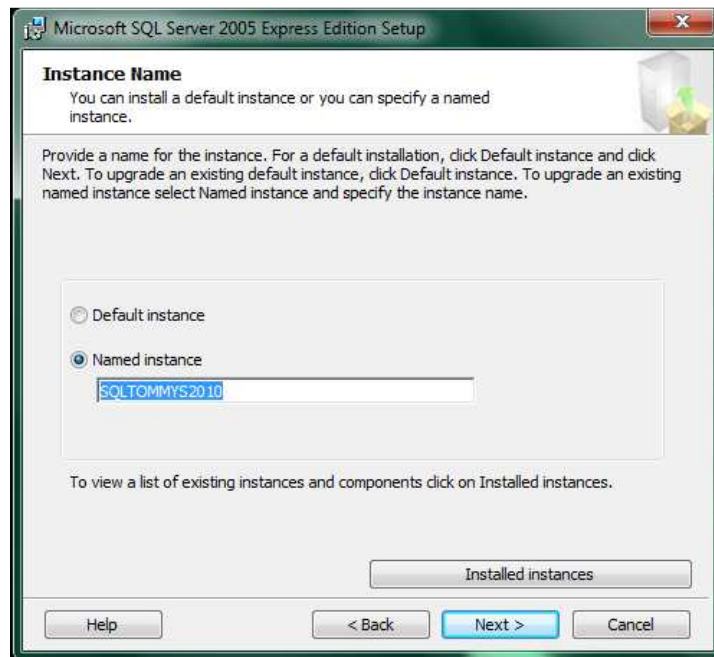 Microsoft SQL Server 2005 Express Edition Setup
X
Instance Name
You can install a default instance or you can specify a named
instance.
Provide a name for the instance. For a default installation, click Default instance and click
Next. To upgrade an existing default instance, click Default instance. To upgrade an existing
named instance select Named instance and specify the instance name.
Default instance
Named instance
SQLTOMMYS2010
To view a list of existing instances and components click on Installed instances.
Installed instances
Help
< Back
Next >
Cancel